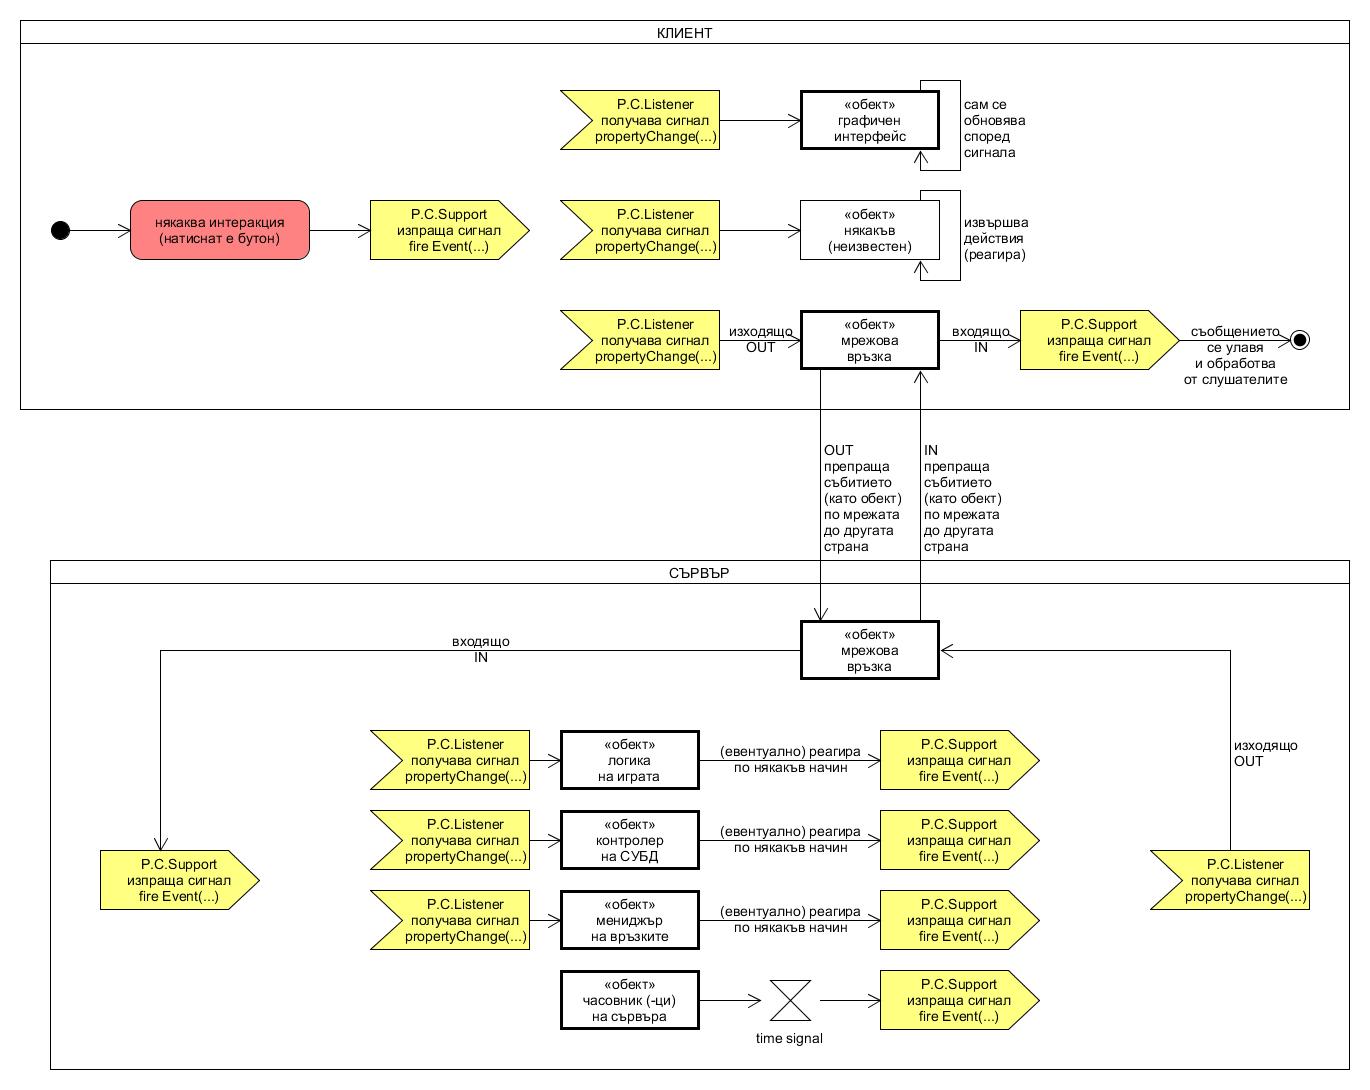 КЛИЕНТ
P.C.Listener
получава сигнал
propertyChange(...)
«обект»
графичен
интерфейс
сам се
обновява
според
сигнала
някаква интеракция
(натиснат е бутон)
P.C.Support
изпраща сигнал
fire Event(...)
P.C.Listener
получава сигнал
propertyChange(...)
«обект»
някакъв
(неизвестен)
извършва
действия
(реагира)
P.C.Listener
получава сигнал
propertyChange(...)
изходящо
OUT
«обект»
мрежова
връзка
входящо
IN
P.C.Support
изпраща сигнал
fire Event(...)
съобщението
се улавя
и обработва
от слушателите
OUT
препраща
събитието
(като обект)
по мрежата
до другата
страна
IN
препраща
събитието
(като обект)
по мрежата
до другата
страна
СЪРВЪР
«обект»
мрежова
връзка
входящо
IN
P.C.Listener
получава сигнал
propertyChange(...)
«обект»
логика
на играта
(евентуално) реагира
по някакъв начин
P.C.Support
изпраща сигнал
fire Event(...)
изходящо
OUT
P.C.Listener
получава сигнал
propertyChange(...)
«обект»
контролер
на СУБД
(евентуално) реагира
по някакъв начин
P.C.Support
изпраща сигнал
fire Event(...)
P.C.Support
изпраща сигнал
fire Event(...)
P.C.Listener
получава сигнал
propertyChange(...)
P.C.Listener
получава сигнал
propertyChange(...)
«обект»
мениджър
на връзките
(евентуално) реагира
по някакъв начин
P.C.Support
изпраща сигнал
fire Event(...)
«обект»
часовник (-ци)
на сървъра
time signal
P.C.Support
изпраща сигнал
fire Event(...)